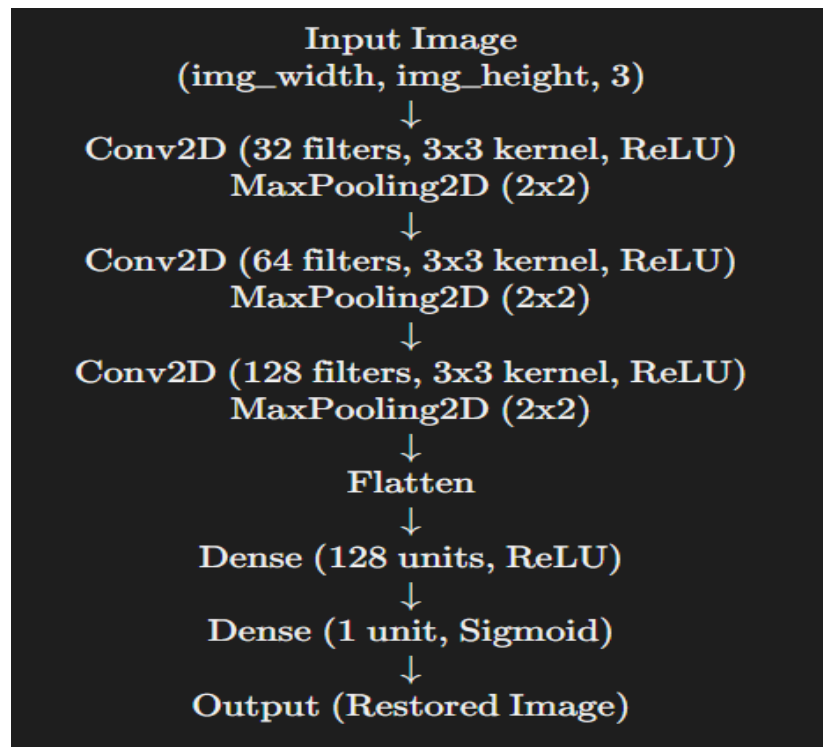 Input Image
(img_width, img_height, 3)
↓
Conv2D (32 filters, 3x3 kernel, ReLU)
MaxPooling2D (2x2)
↓
Conv2D (64 filters, 3x3 kernel, ReLU)
MaxPooling2D (2x2)
↓
Conv2D (128 filters, 3x3 kernel, ReLU)
MaxPooling2D (2x2)
↓
Flatten
↓
Dense (128 units, ReLU)
↓
Dense (1 unit, Sigmoid)
↓
Output (Restored Image)